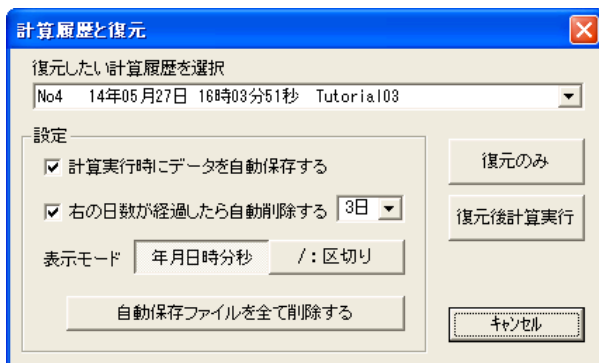 計算履歴と復元
復元したい計算履歴を選択
No4 14年05月27日 16時03分51秒 Tutorial03
設定
計算実行時にデータを自動保存する
右の日数が経過したら自動削除する 3日
表示モード 年月日時分秒 /：区切り
自動保存ファイルを全て削除する
復元のみ
復元後計算実行
キャンセル